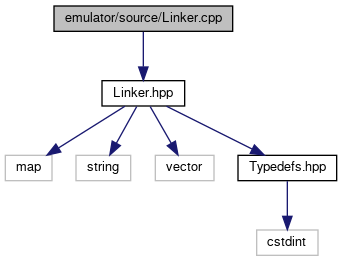 emulator/source/Linker.cpp
Linker.hpp
map
string
vector
Typedefs.hpp
cstdint